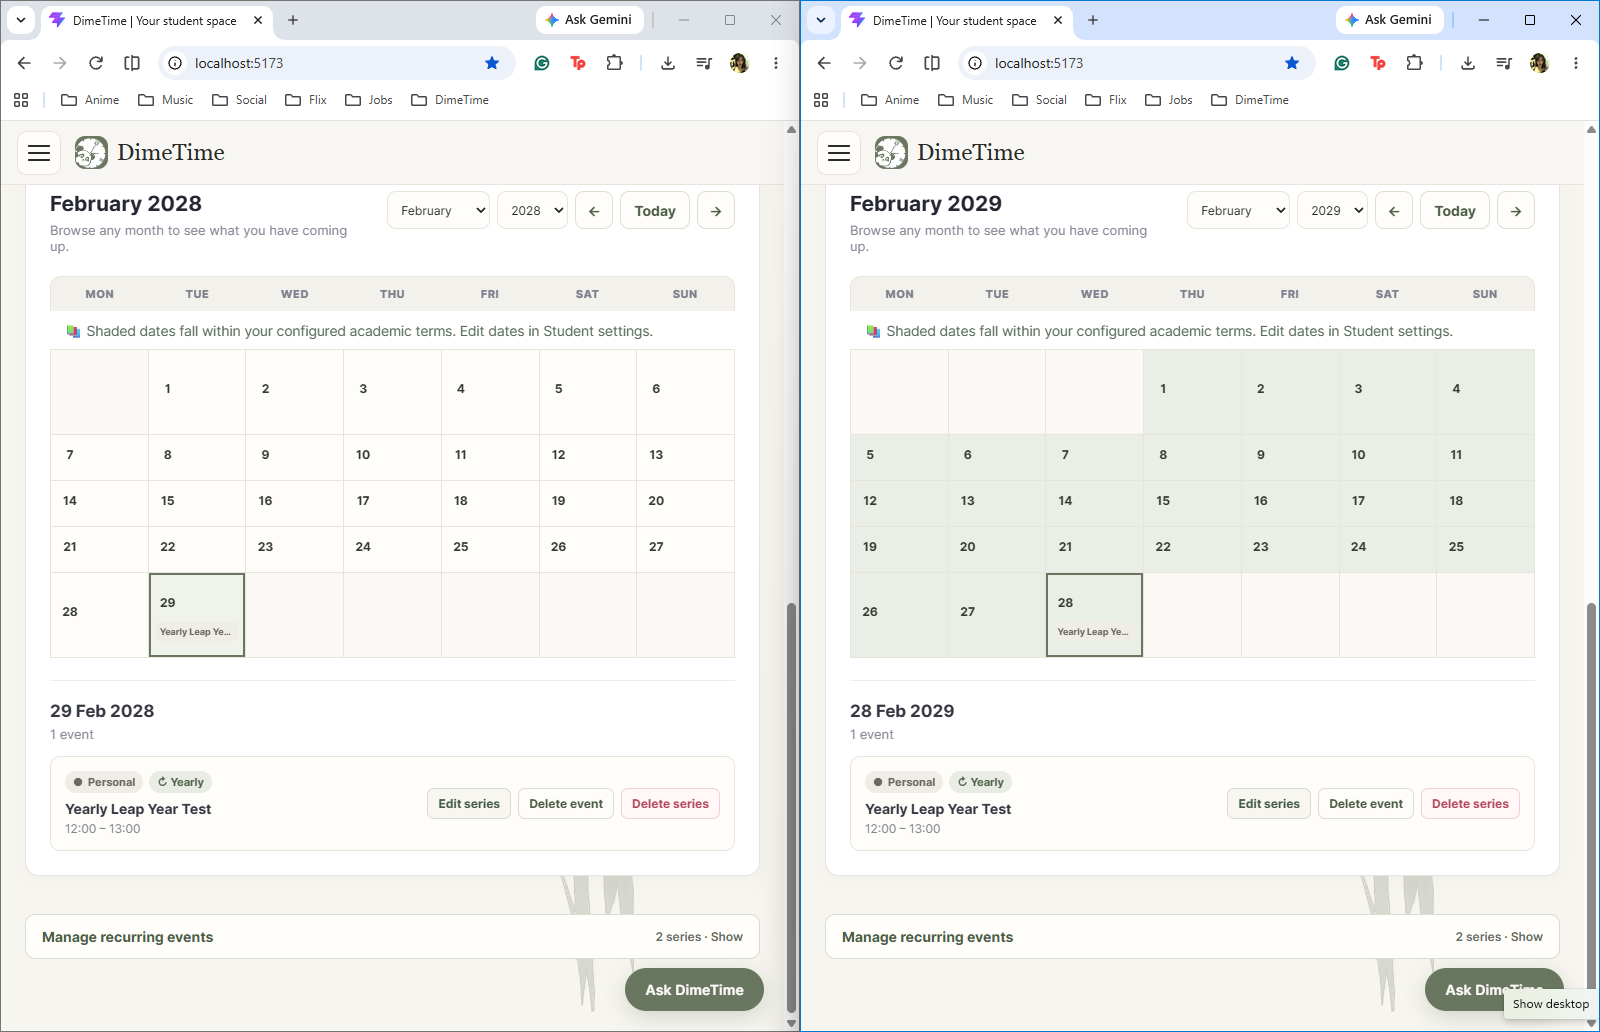 DimeTime | Your student space
Ask Gemini
localhost:5173
Anime
Music
Social
Flix
Jobs
DimeTime
DimeTime
February 2028
Browse any month to see what you have coming
up.
February
2028
Today
MON TUE WED THU FRI SAT SUN
Shaded dates fall within your configured academic terms. Edit dates in Student settings.
1 2 3 4 5 6
7 8 9 10 11 12 13
14 15 16 17 18 19 20
21 22 23 24 25 26 27
28 29
Yearly Leap Ye...
29 Feb 2028
1 event
Personal
Yearly
Yearly Leap Year Test
12:00 – 13:00
Edit series
Delete event
Delete series
Manage recurring events
2 series · Show
Ask DimeTime
DimeTime | Your student space
Ask Gemini
localhost:5173
Anime
Music
Social
Flix
Jobs
DimeTime
DimeTime
February 2029
Browse any month to see what you have coming
up.
February
2029
Today
MON TUE WED THU FRI SAT SUN
Shaded dates fall within your configured academic terms. Edit dates in Student settings.
1 2 3 4
5 6 7 8 9 10 11
12 13 14 15 16 17 18
19 20 21 22 23 24 25
26 27 28
Yearly Leap Ye...
28 Feb 2029
1 event
Personal
Yearly
Yearly Leap Year Test
12:00 – 13:00
Edit series
Delete event
Delete series
Manage recurring events
2 series · Show
Ask DimeTime
Show desktop